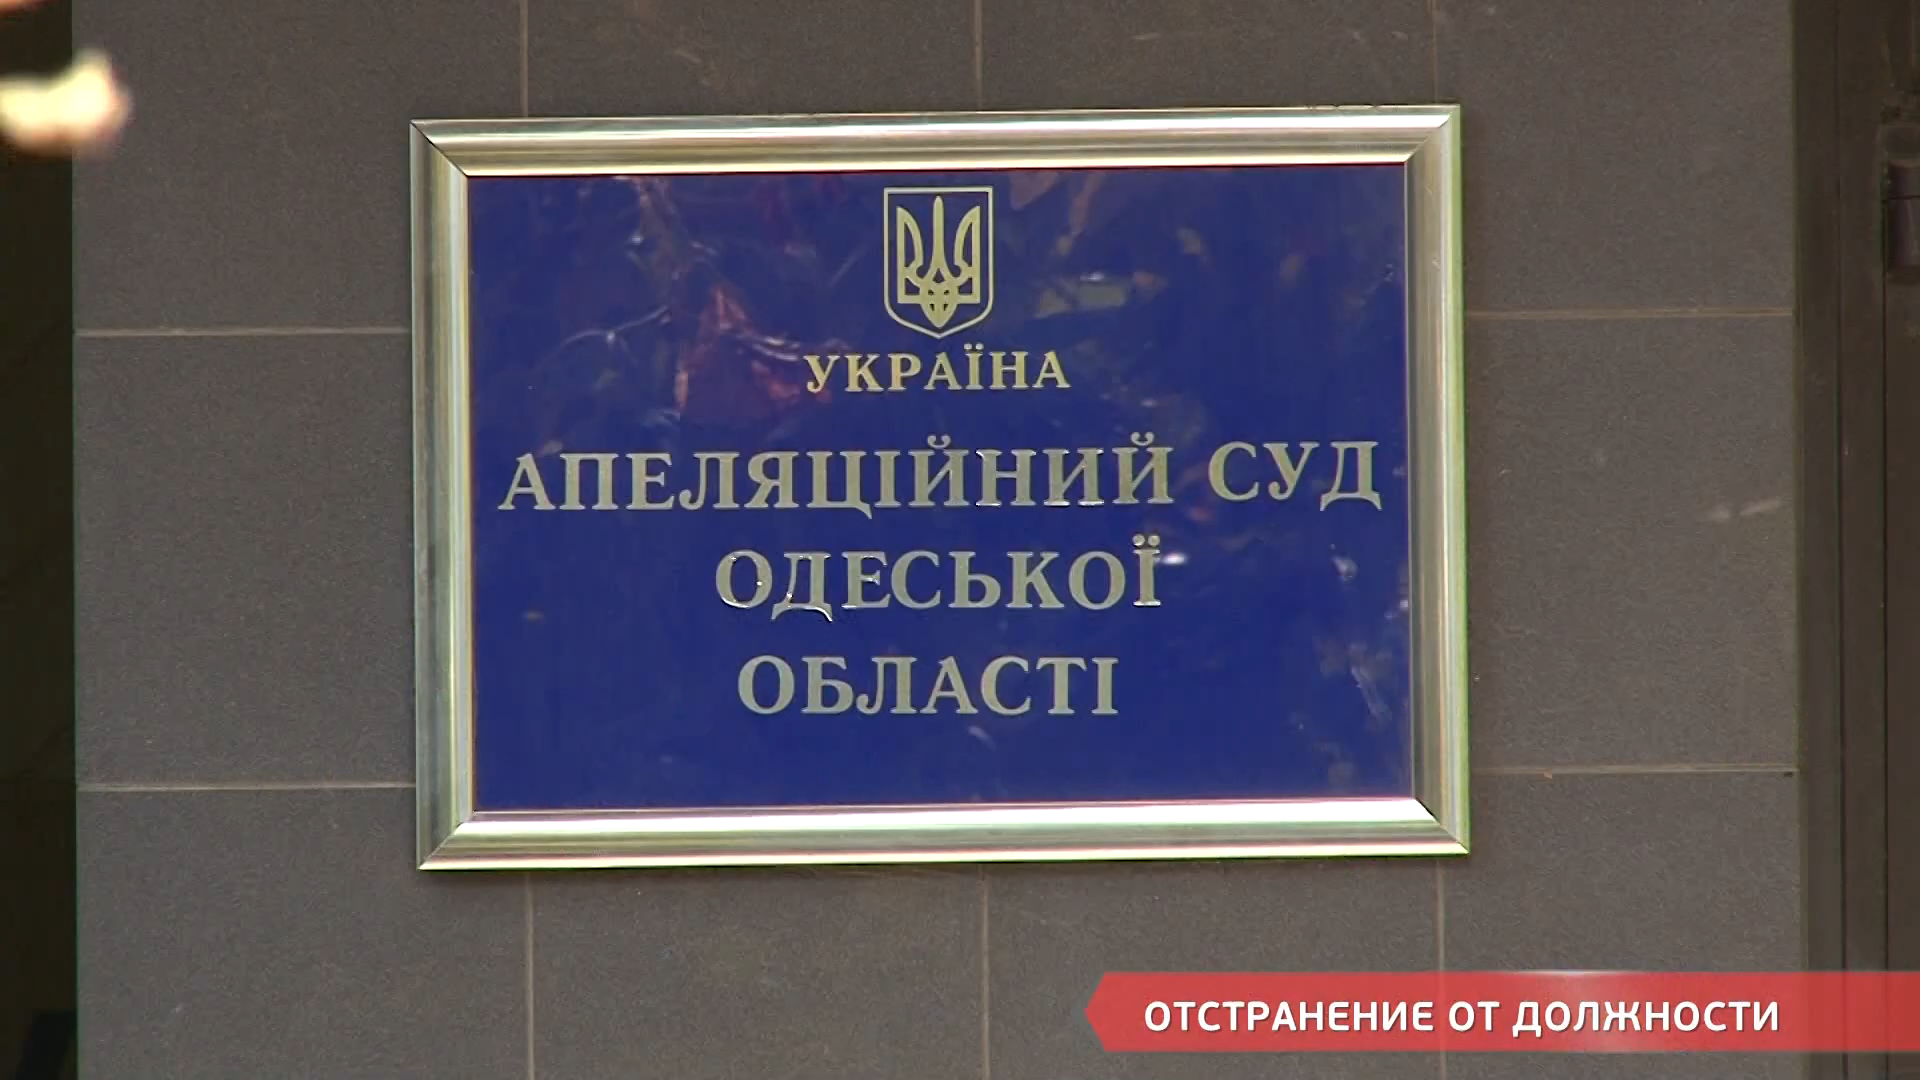 УКРАЇНА
АПЕЛЯЦІЙНИЙ СУД
ОДЕСЬКОЇ
ОБЛАСТІ
ОТСТРАНЕНИЕ ОТ ДОЛЖНОСТИ